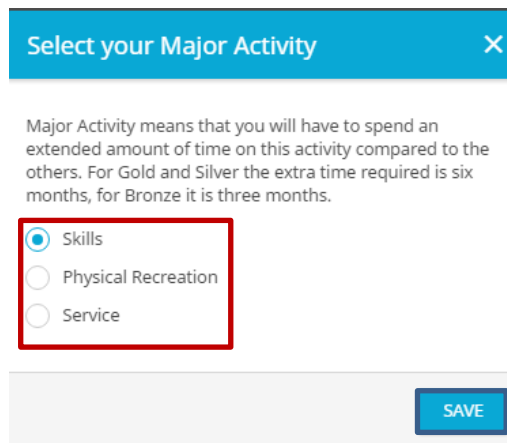 Select your Major Activity
Major Activity means that you will have to spend an
extended amount of time on this activity compared to the
others. For Gold and Silver the extra time required is six
months, for Bronze it is three months.
Skills
Physical Recreation
Service
SAVE